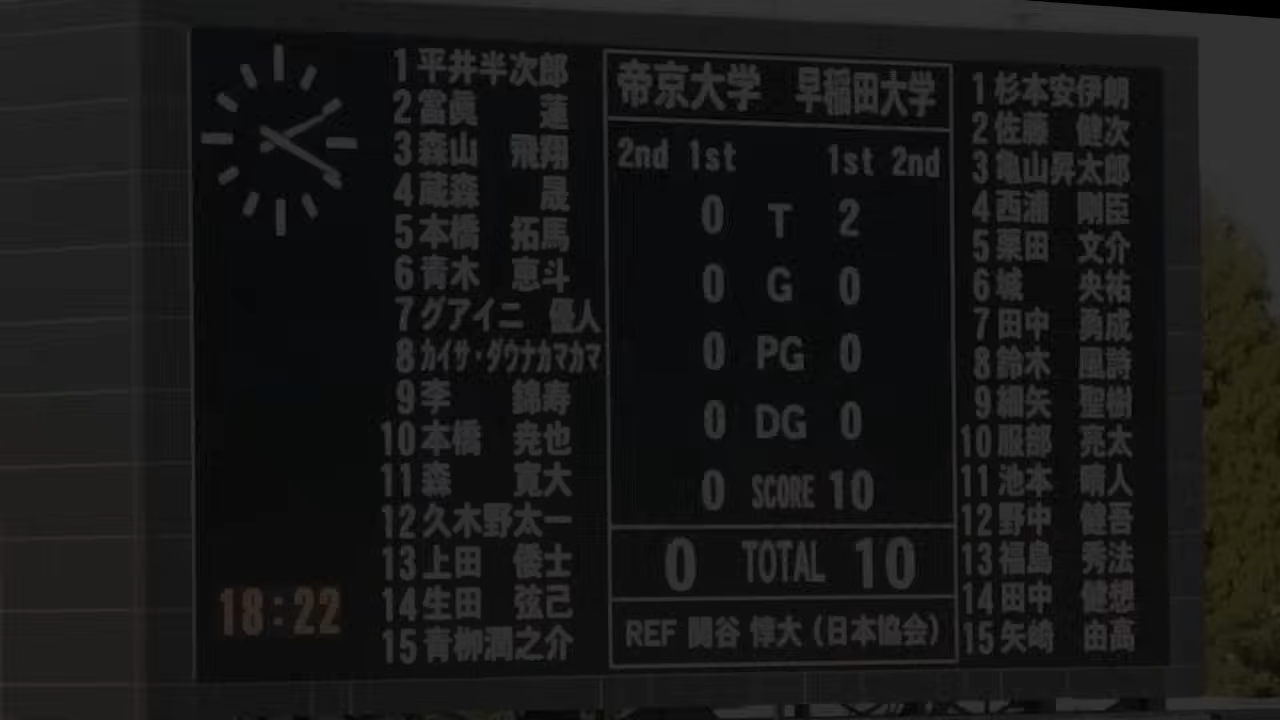 1 平井半次郎
2 當眞 蓮
3 森山 飛翔
4 蔵森 晟
5 本橋 拓馬
6 青木 恵斗
7 グアイニ 優人
8 カイサ・ダウナカマカマ
9 李 錦寿
10 本橋 尭也
11 森 寛大
12 久木野太一
13 上田 倭士
14 生田 弦己
15 青柳潤之介
18:22
帝京大学 早稲田大学
2nd 1st 1st 2nd
0 T 2
0 G 0
0 PG 0
0 DG 0
0 SCORE 10
0 TOTAL 10
REF 関谷 惇大 (日本協会)
1 杉本安伊朗
2 佐藤 健次
3 亀山昇太郎
4 西浦 剛臣
5 栗田 文介
6 城 央祐
7 田中 勇成
8 鈴木 風詩
9 細矢 聖樹
10 服部 亮太
11 池本 晴人
12 野中 健吾
13 福島 秀法
14 田中 健想
15 矢崎 由高